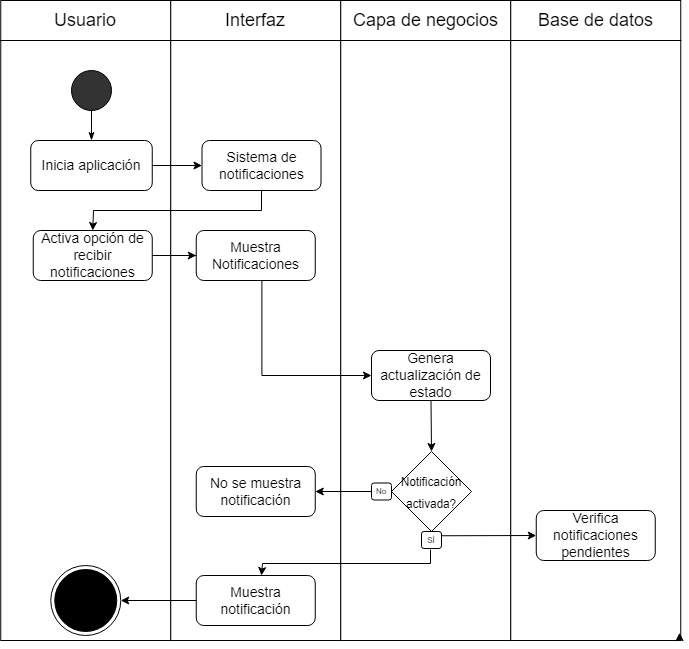 Usuario
Interfaz
Capa de negocios
Base de datos
Inicia aplicación
Sistema de
notificaciones
Activa opción de
recibir
notificaciones
Muestra
Notificaciones
Genera
actualización de
estado
Notificación
activada?
No
No se muestra
notificación
SÍ
Verifica
notificaciones
pendientes
Muestra
notificación